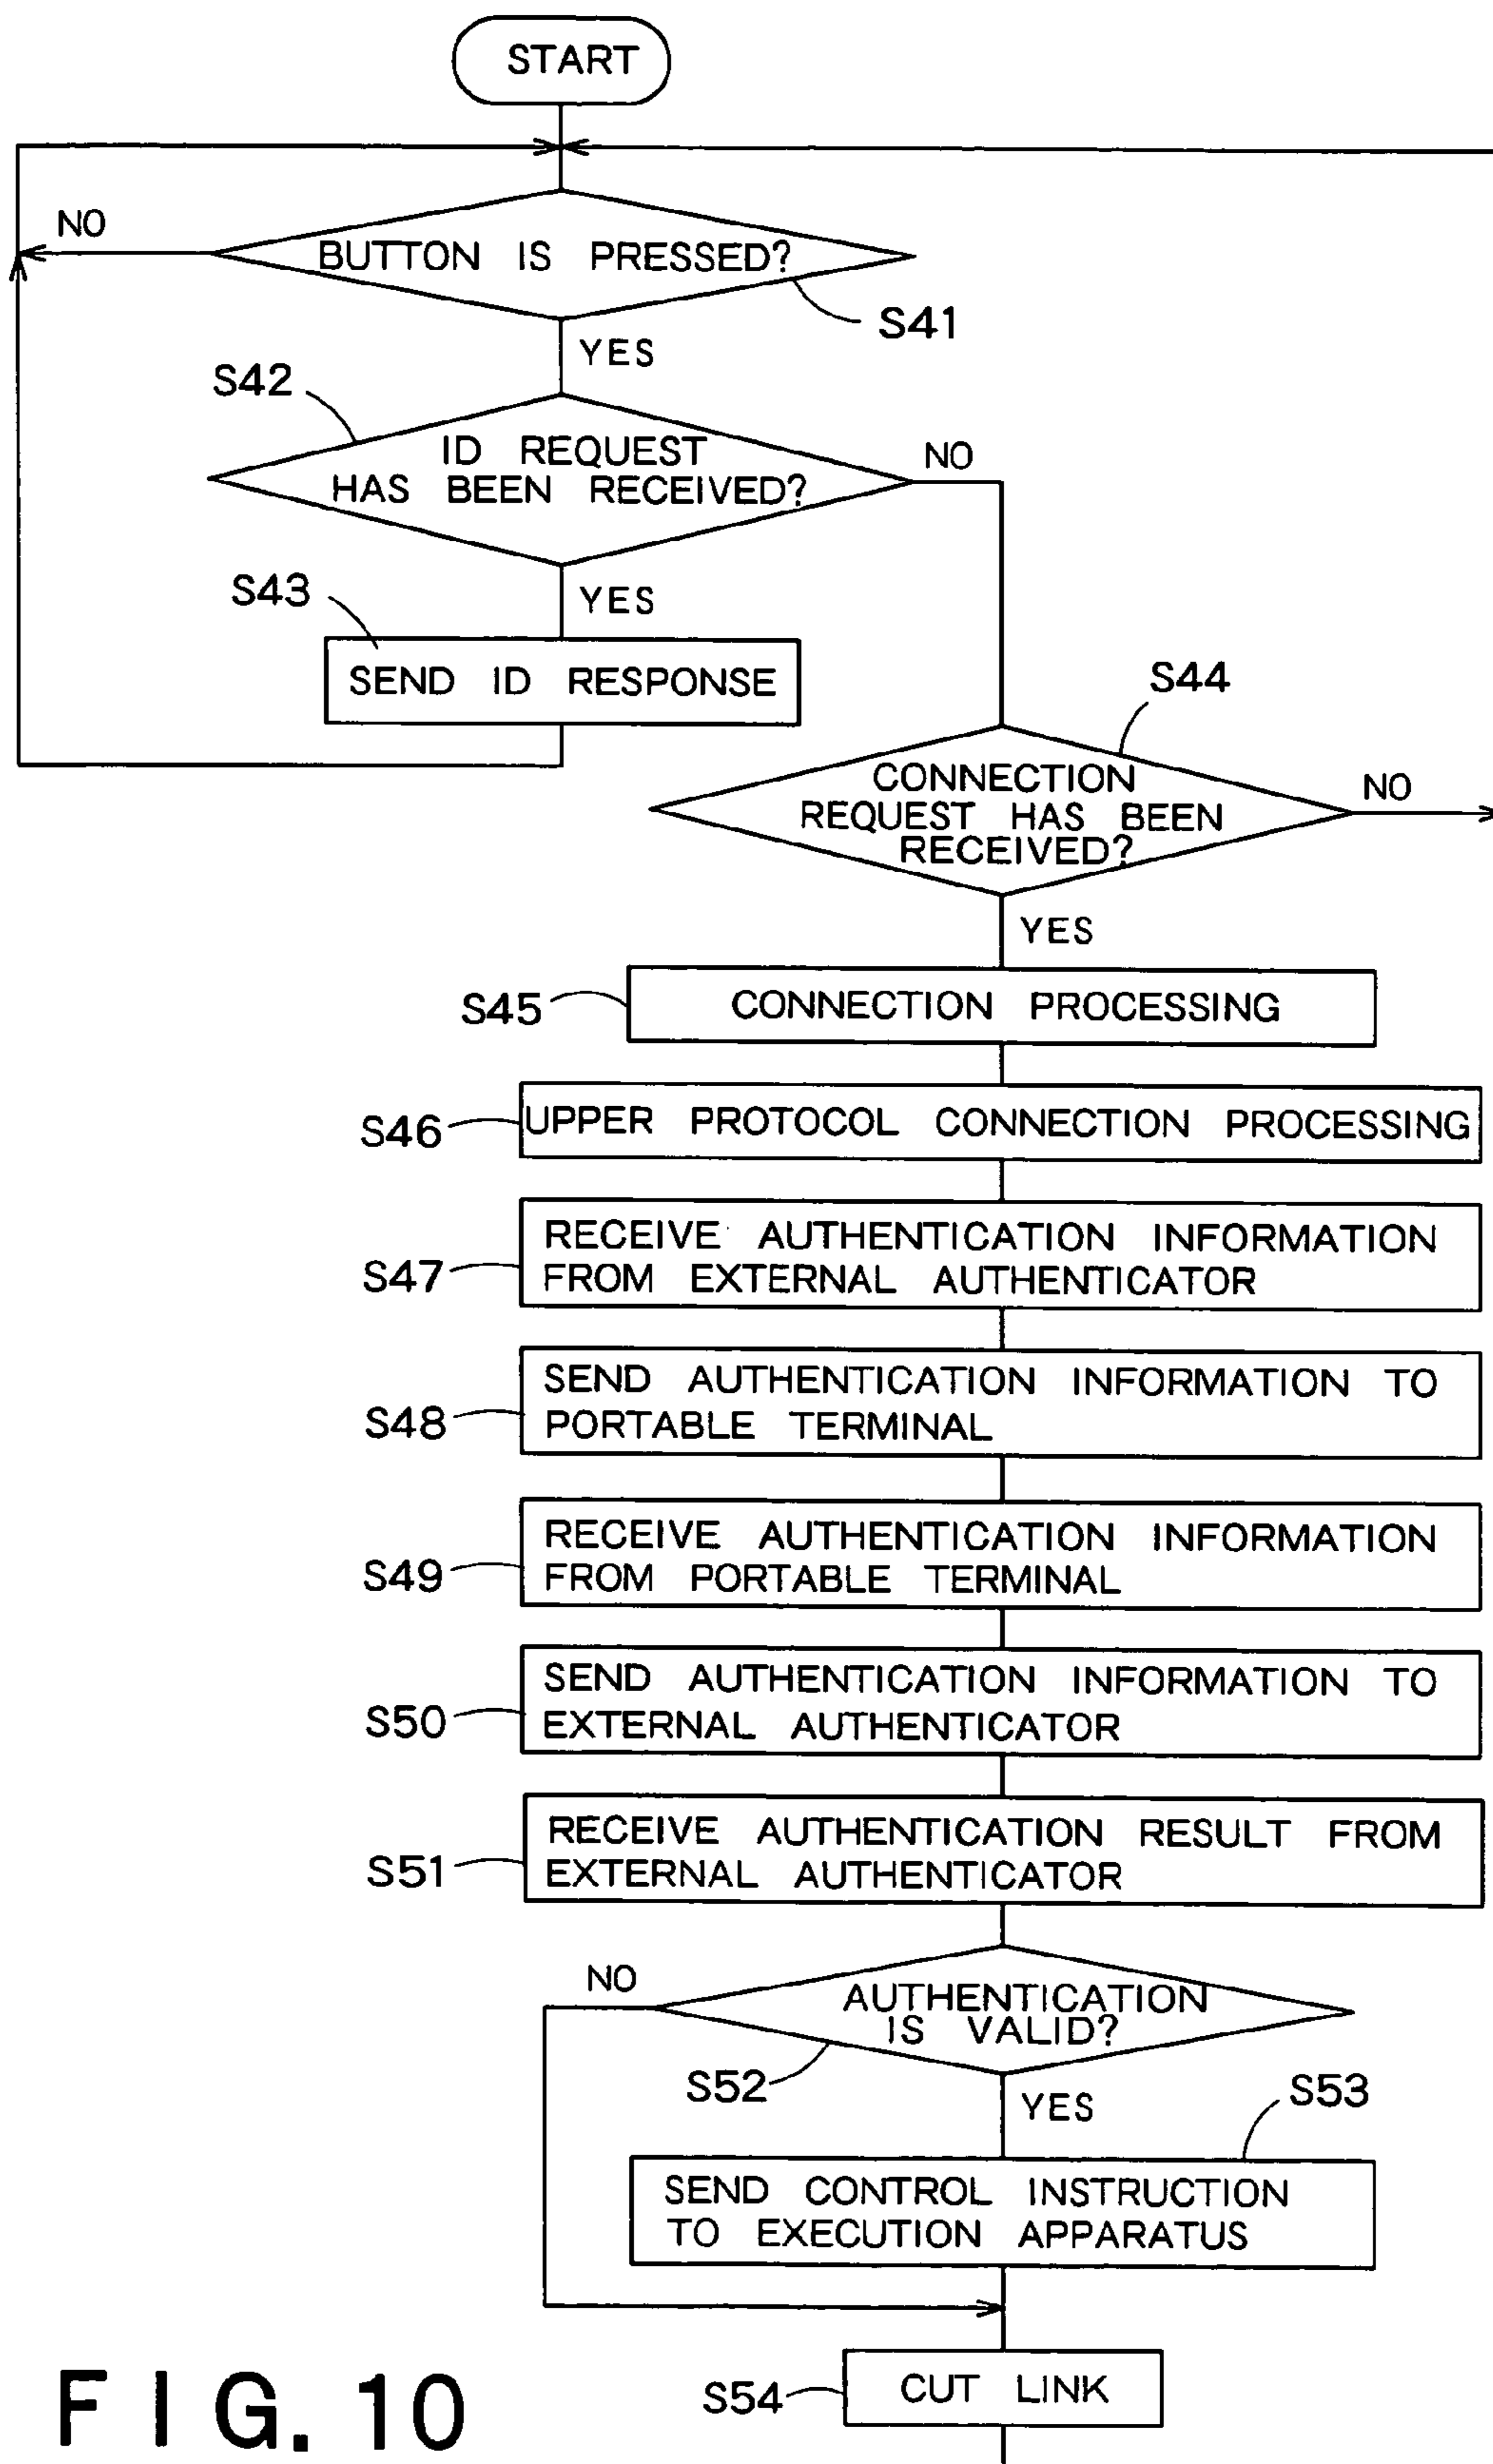 START
NO
BUTTON IS PRESSED?
S41
YES
S42
ID REQUEST
HAS BEEN RECEIVED?
NO
S43
YES
SEND ID RESPONSE
S44
CONNECTION
REQUEST HAS BEEN
RECEIVED?
NO
YES
S45
CONNECTION PROCESSING
S46
UPPER PROTOCOL CONNECTION PROCESSING
S47
RECEIVE AUTHENTICATION INFORMATION
FROM EXTERNAL AUTHENTICATOR
S48
SEND AUTHENTICATION INFORMATION TO
PORTABLE TERMINAL
S49
RECEIVE AUTHENTICATION INFORMATION
FROM PORTABLE TERMINAL
S50
SEND AUTHENTICATION INFORMATION TO
EXTERNAL AUTHENTICATOR
S51
RECEIVE AUTHENTICATION RESULT FROM
EXTERNAL AUTHENTICATOR
NO
AUTHENTICATION
IS VALID?
S52
YES
S53
SEND CONTROL INSTRUCTION
TO EXECUTION APPARATUS
S54
CUT LINK
FIG. 10